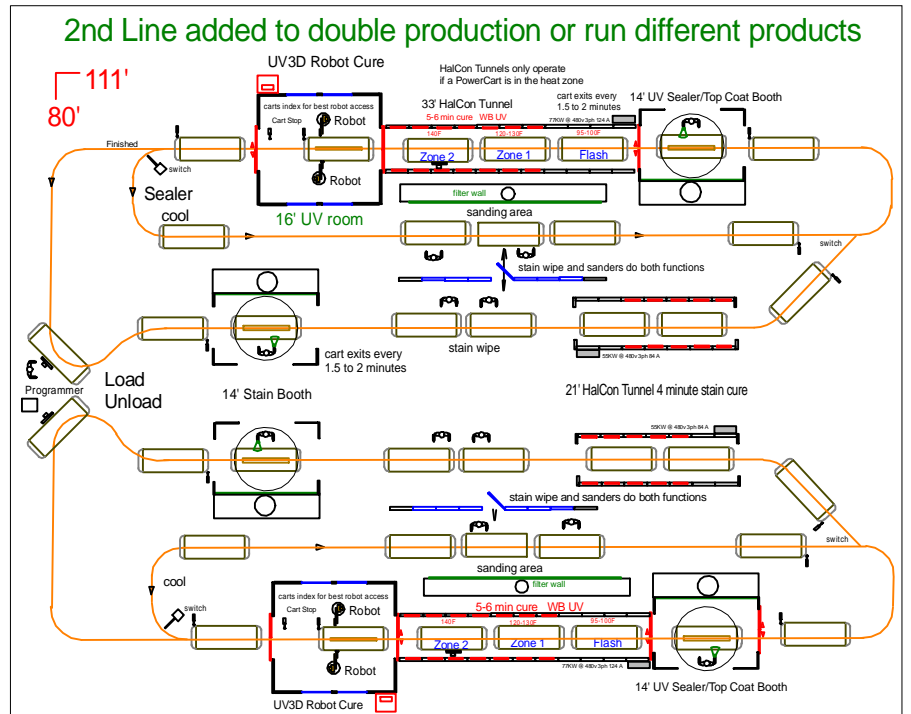 2nd Line added to double production or run different products
111'
80'
UV3D Robot Cure
HalCon Tunnels only operate
if a PowerCart is in the heat zone
14' UV Sealer/Top Coat Booth
carts index for best robot access
Cart Stop
Robot
33' HalCon Tunnel
cart exits every
1.5 to 2 minutes
5-6 min cure WB UV
77KW @ 480v 3ph 124 A
140F
120-130F
95-100F
Zone 2
Zone 1
Flash
Finished
switch
Robot
Sealer
cool
16' UV room
filter wall
sanding area
switch
stain wipe and sanders do both functions
stain wipe
cart exits every
1.5 to 2 minutes
55KW @ 480v 3ph 84 A
Programmer
Load
Unload
14' Stain Booth
21' HalCon Tunnel 4 minute stain cure
55KW @ 480v 3ph 84 A
stain wipe and sanders do both functions
switch
cool
sanding area
filter wall
switch
carts index for best robot access
Cart Stop
Robot
5-6 min cure WB UV
140F
120-130F
95-100F
Zone 2
Zone 1
Flash
Robot
77KW @ 480v 3ph 124 A
14' UV Sealer/Top Coat Booth
UV3D Robot Cure